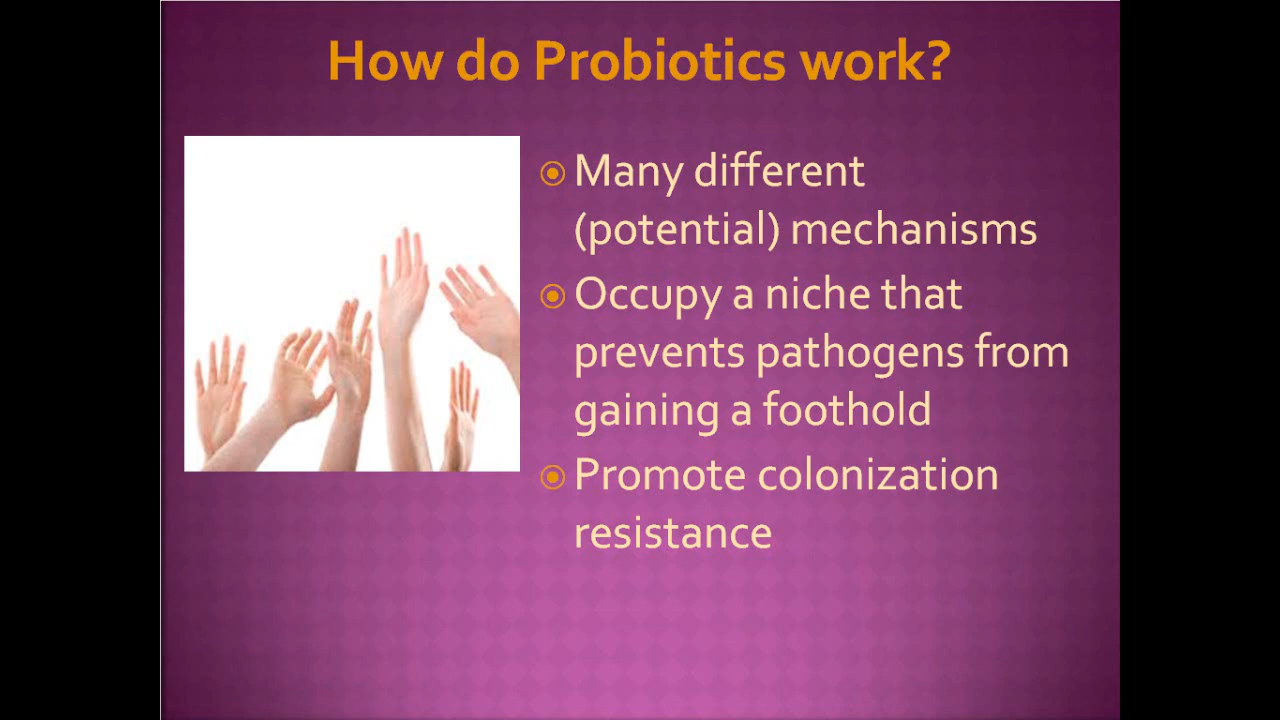 How do Probiotics work?
Many different
(potential) mechanisms
Occupy a niche that
prevents pathogens from
gaining a foothold
Promote colonization
resistance